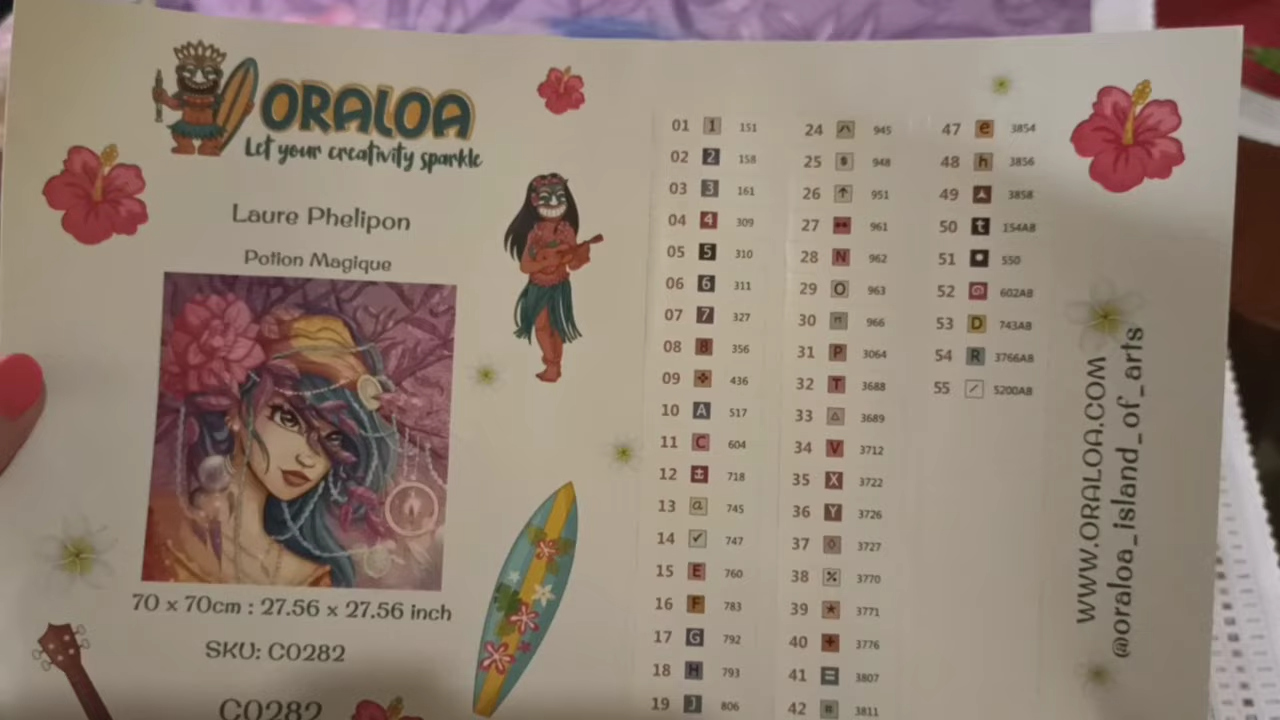 ORALOA
Let your creativity sparkle
Laure Phelipon
Potion Magique
70 x 70cm : 27.56 x 27.56 inch
SKU: C0282
C0282
01 1 151
02 2 158
03 3 161
04 4 309
05 5 310
06 6 311
07 7 327
08 8 356
09 436
10 A 517
11 C 604
12 718
13 a 745
14 ✔ 747
15 E 760
16 F 783
17 G 792
18 H 793
19 J 806
24 945
25 $ 948
26 ↑ 951
27 961
28 N 962
29 O 963
30 966
31 P 3064
32 T 3688
33 △ 3689
34 V 3712
35 X 3722
36 Y 3726
37 ◊ 3727
38 3770
39 ★ 3771
40 + 3776
41 = 3807
42 3811
47 e 3854
48 h 3856
49 3858
50 t 154AB
51 550
52 602AB
53 D 743AB
54 R 3766AB
55 / 5200AB
WWW.ORALOA.COM
@oraloa_island_of_arts